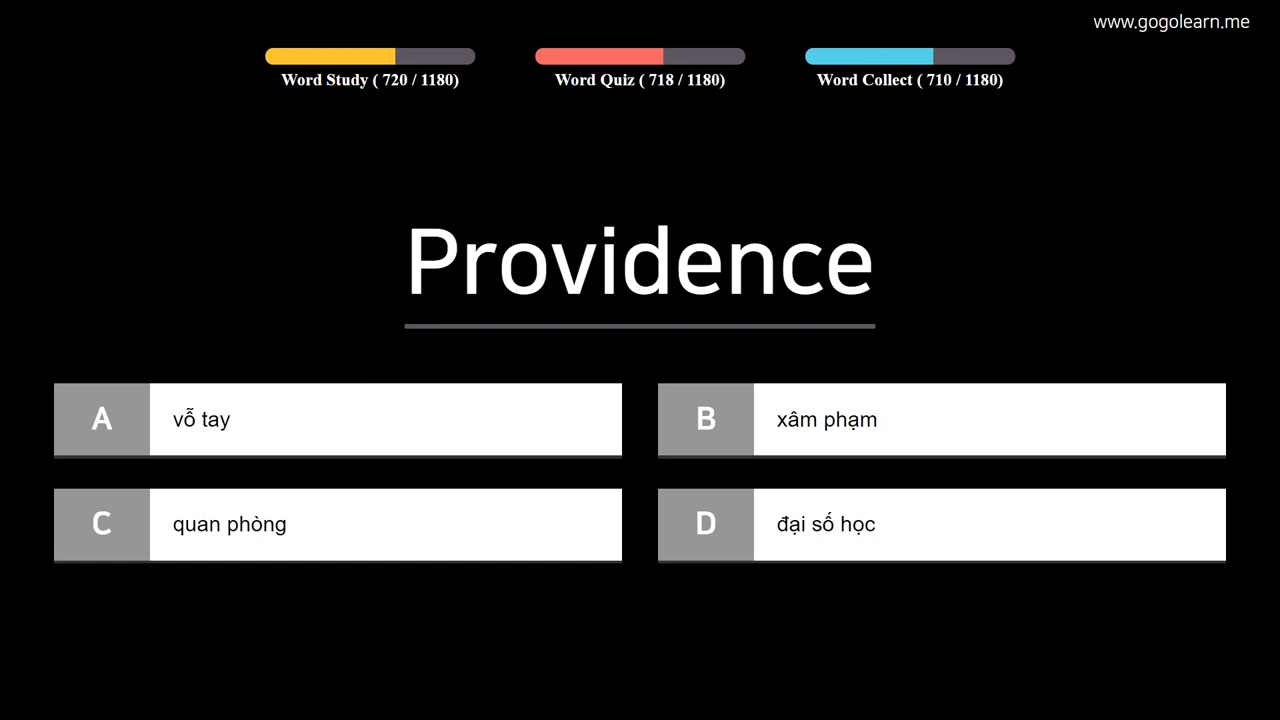 www.gogolearn.me
Word Study ( 720 / 1180)
Word Quiz ( 718 / 1180)
Word Collect ( 710 / 1180)
Providence
A vỗ tay
B xâm phạm
C quan phòng
D đại số học